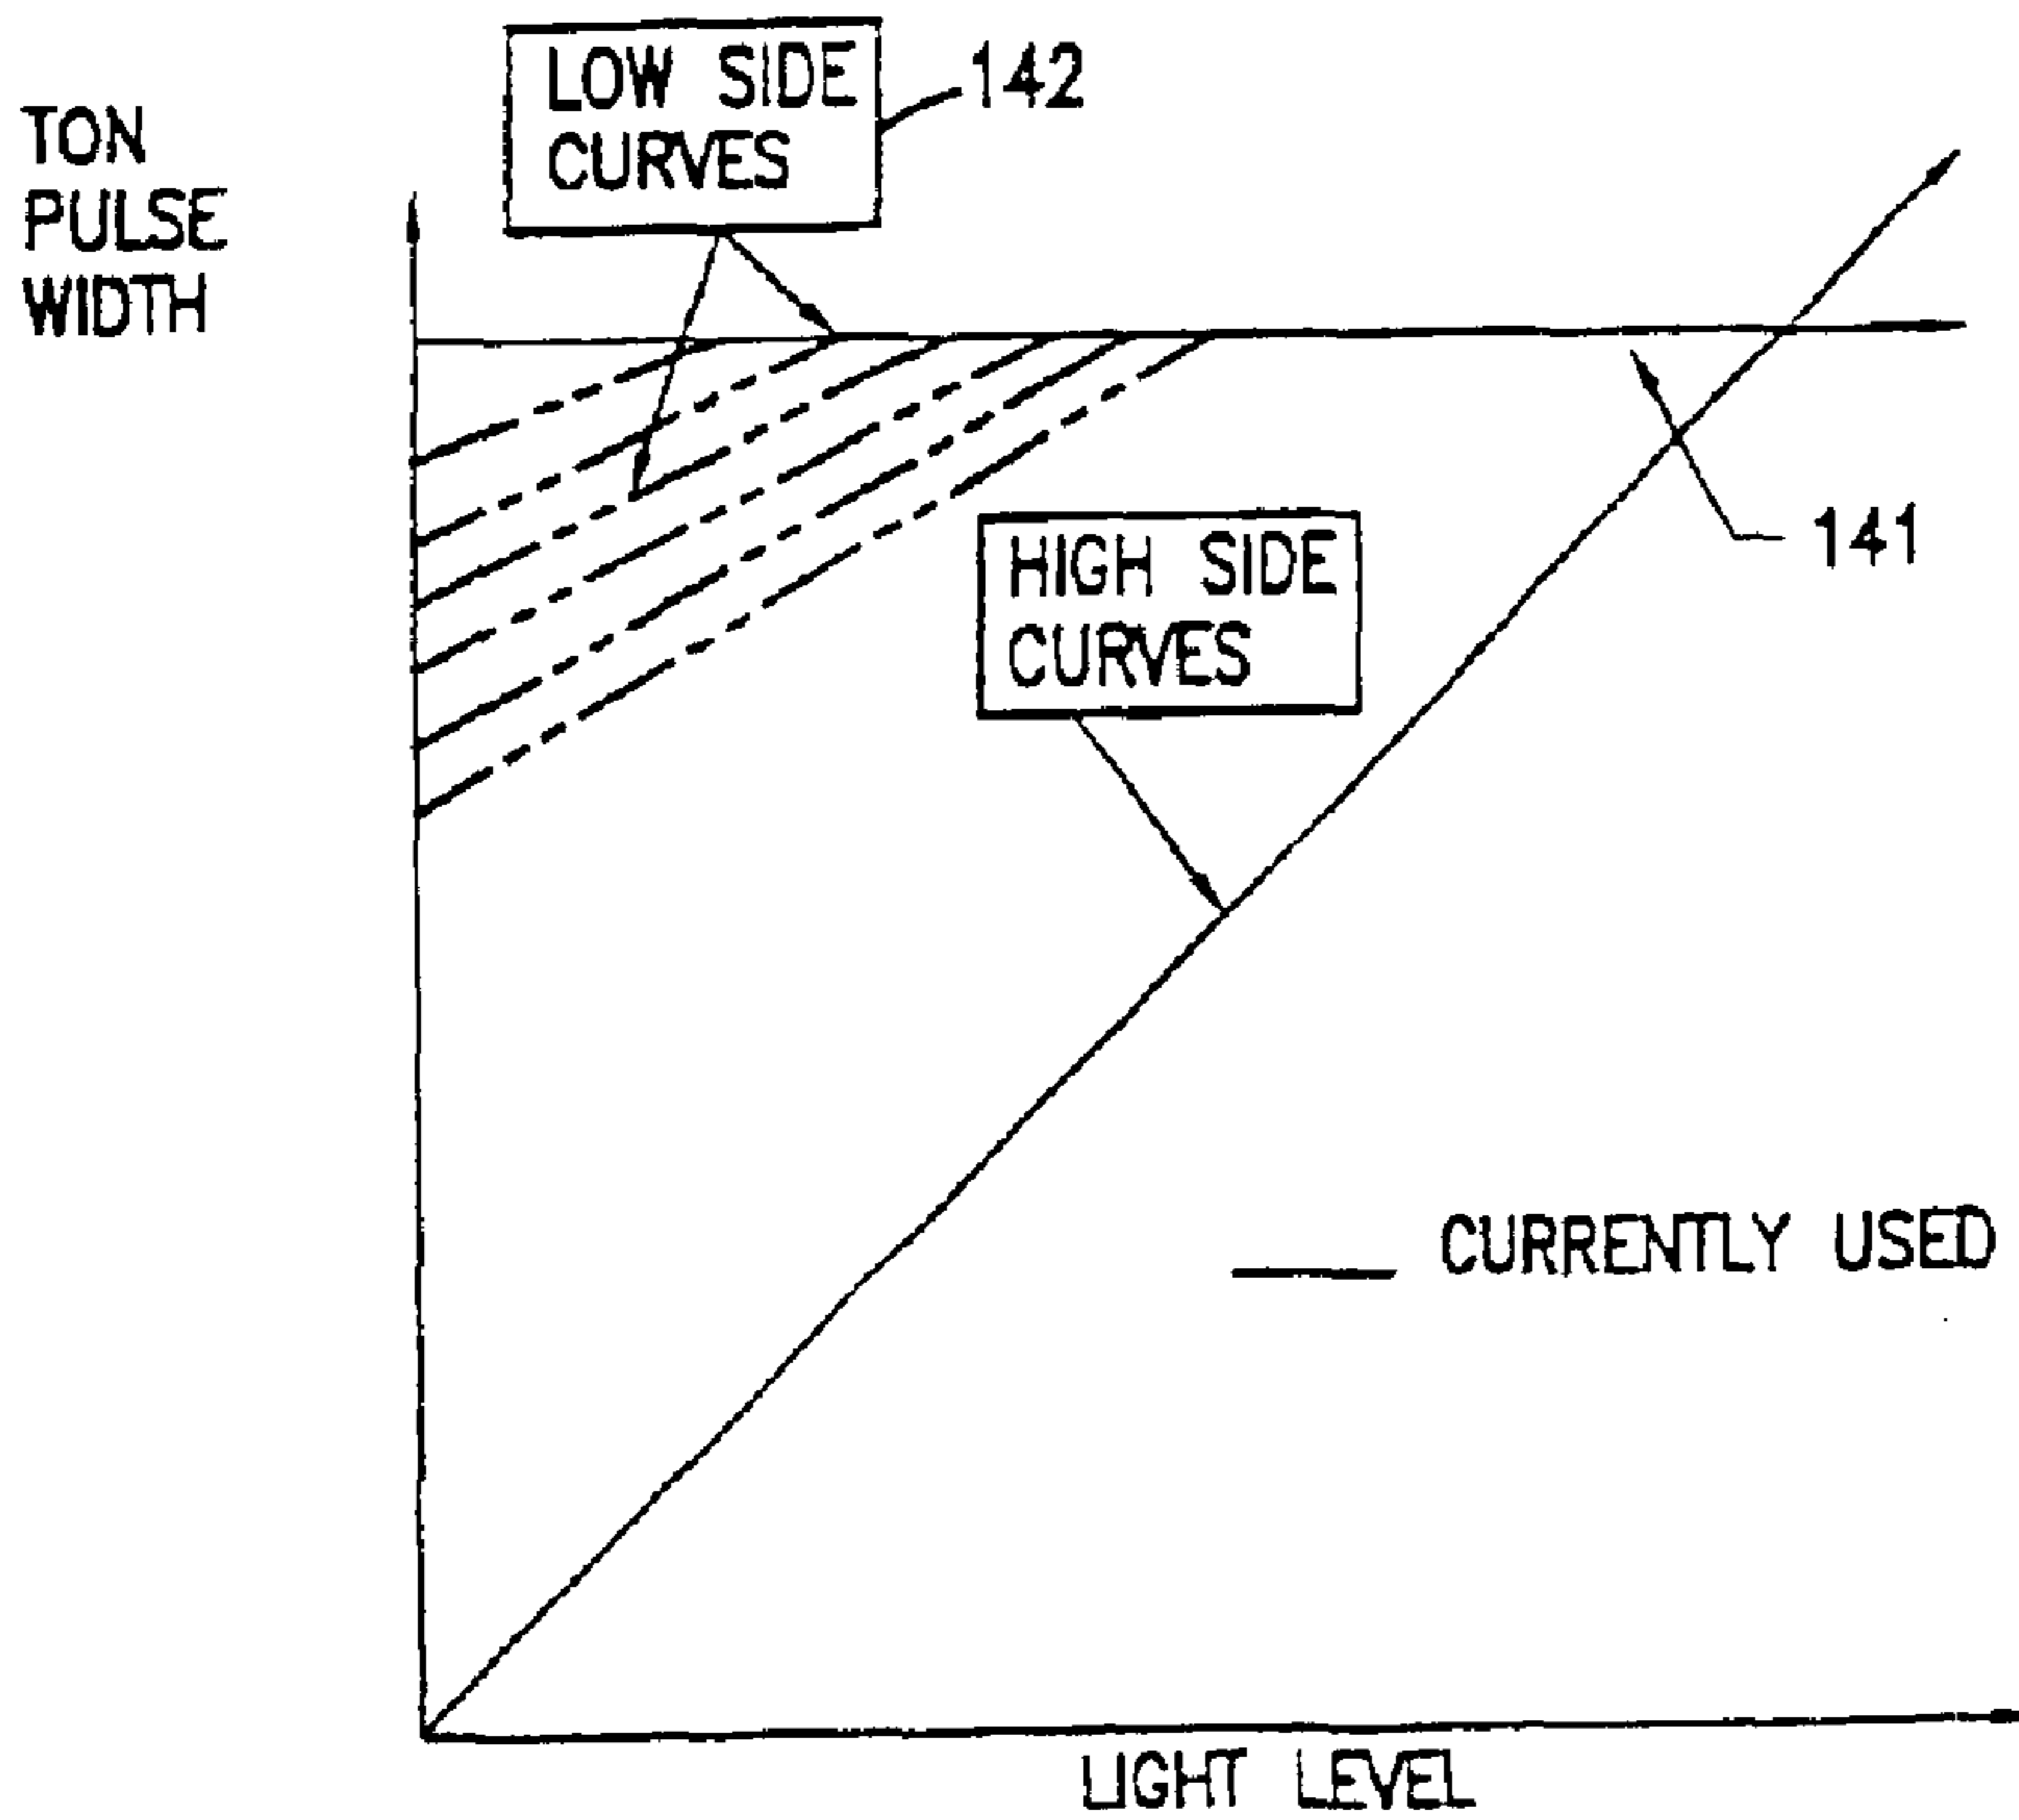 TON
PULSE
WIDTH
LOW SIDE
CURVES
142
141
HIGH SIDE
CURVES
CURRENTLY USED
LIGHT LEVEL